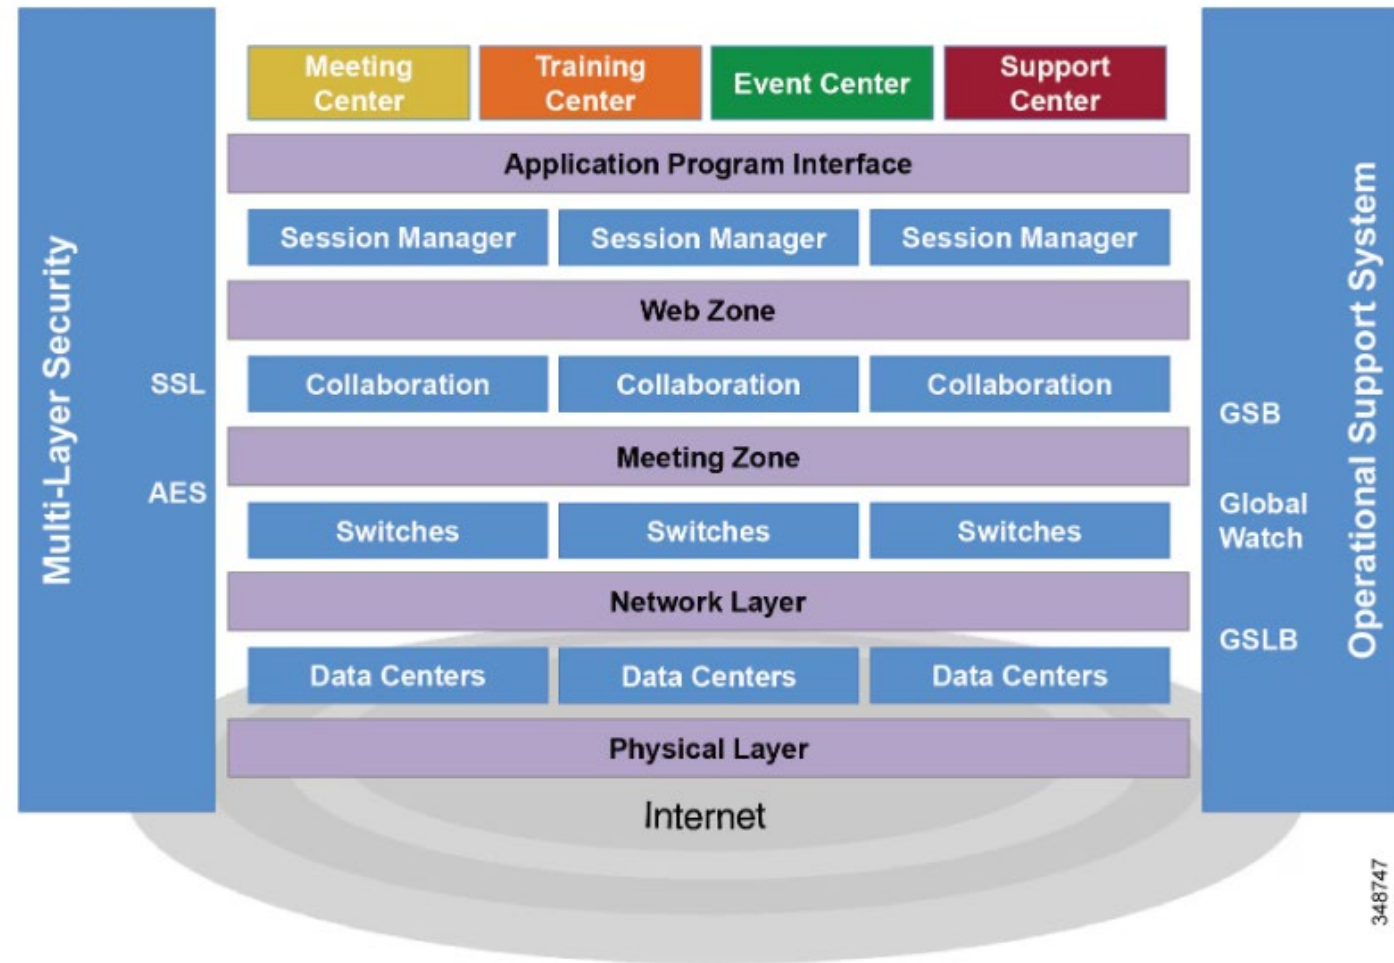 Multi-Layer Security
SSL
AES
Meeting
Center
Training
Center
Event Center
Support
Center
Application Program Interface
Session Manager
Session Manager
Session Manager
Web Zone
Collaboration
Collaboration
Collaboration
Meeting Zone
Switches
Switches
Switches
Network Layer
Data Centers
Data Centers
Data Centers
Physical Layer
Internet
GSB
Global
Watch
GSLB
Operational Support System
348747